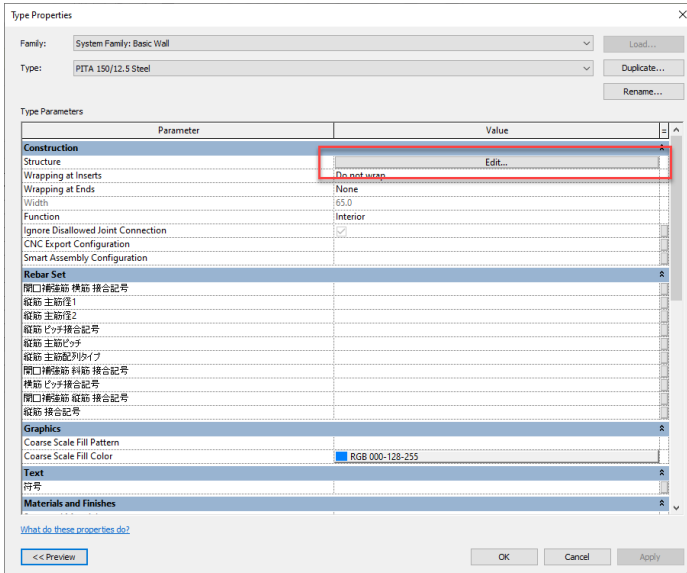 Type Properties
Family: System Family: Basic Wall Load...
Type: PITA 150/12.5 Steel Duplicate...
Rename...
Type Parameters
Parameter Value =
Construction
Structure Edit...
Wrapping at Inserts Do not wrap
Wrapping at Ends None
Width 65.0
Function Interior
Ignore Disallowed Joint Connection
CNC Export Configuration
Smart Assembly Configuration
Rebar Set
開口補強筋 横筋 接合記号
縦筋 主筋径1
縦筋 主筋径2
縦筋 ピッチ接合記号
縦筋 主筋ピッチ
縦筋 主筋配列タイプ
開口補強筋 斜筋 接合記号
横筋 ピッチ接合記号
開口補強筋 縦筋 接合記号
縦筋 接合記号
Graphics
Coarse Scale Fill Pattern
Coarse Scale Fill Color RGB 000-128-255
Text
符号
Materials and Finishes
What do these properties do?
<< Preview OK Cancel Apply